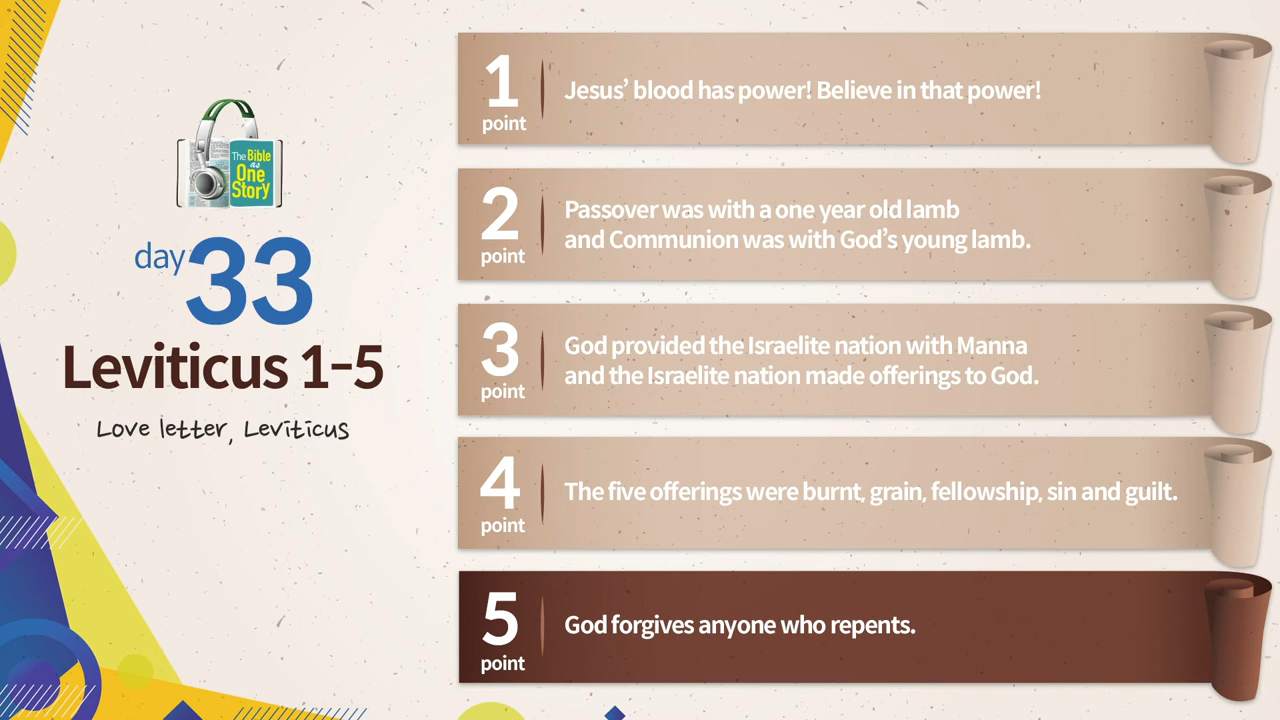 The Bible
as
One
Story
day 33
Leviticus 1-5
Love letter, Leviticus
1
point
Jesus’ blood has power! Believe in that power!
2
point
Passover was with a one year old lamb
and Communion was with God’s young lamb.
3
point
God provided the Israelite nation with Manna
and the Israelite nation made offerings to God.
4
point
The five offerings were burnt, grain, fellowship, sin and guilt.
5
point
God forgives anyone who repents.